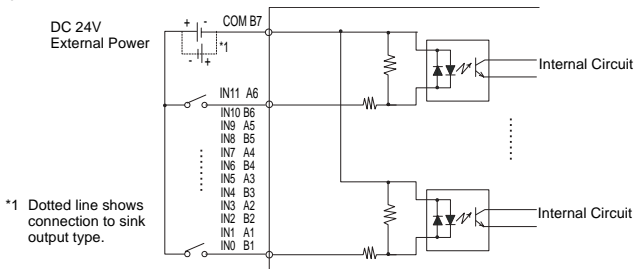 DC 24V
External Power
+ -
COM B7
*1
- +
Internal Circuit
IN11 A6
IN10 B6
IN9 A5
IN8 B5
IN7 A4
IN6 B4
IN5 A3
IN4 B3
IN3 A2
IN2 B2
IN1 A1
IN0 B1
*1 Dotted line shows
connection to sink
output type.
Internal Circuit